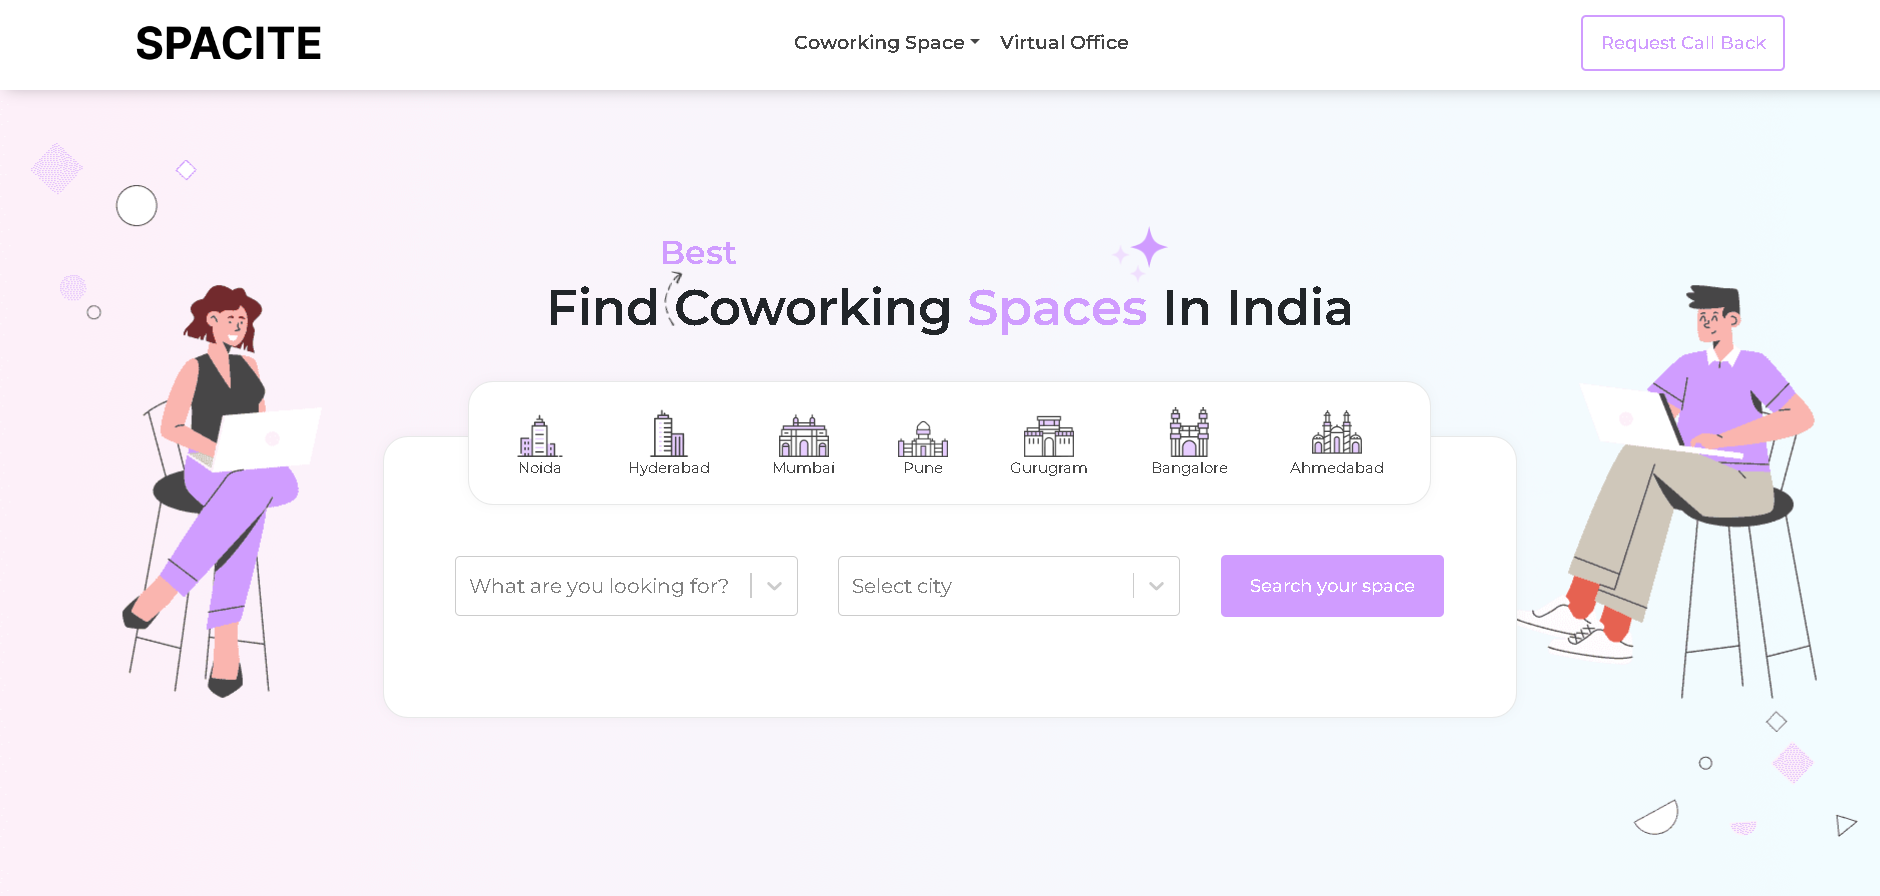 SPACITE
Coworking Space
Virtual Office
Request Call Back
Best
Find Coworking Spaces In India
Noida
Hyderabad
Mumbai
Pune
Gurugram
Bangalore
Ahmedabad
What are you looking for?
Select city
Search your space